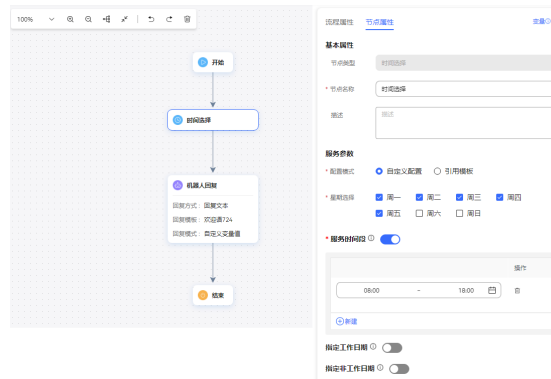 100%
开始
时间选择
机器人回复
回复方式： 回复文本
回复模板： 欢迎语724
回复模式： 自定义变量值
结束
流程属性 节点属性 变量
基本属性
节点类型 时间选择
* 节点名称 时间选择
描述 描述
服务参数
* 配置模式 自定义配置 引用模板
* 星期选择 周一 周二 周三 周四
周五 周六 周日
* 服务时间段
操作
08:00 - 18:00
新建
指定工作日期
指定非工作日期